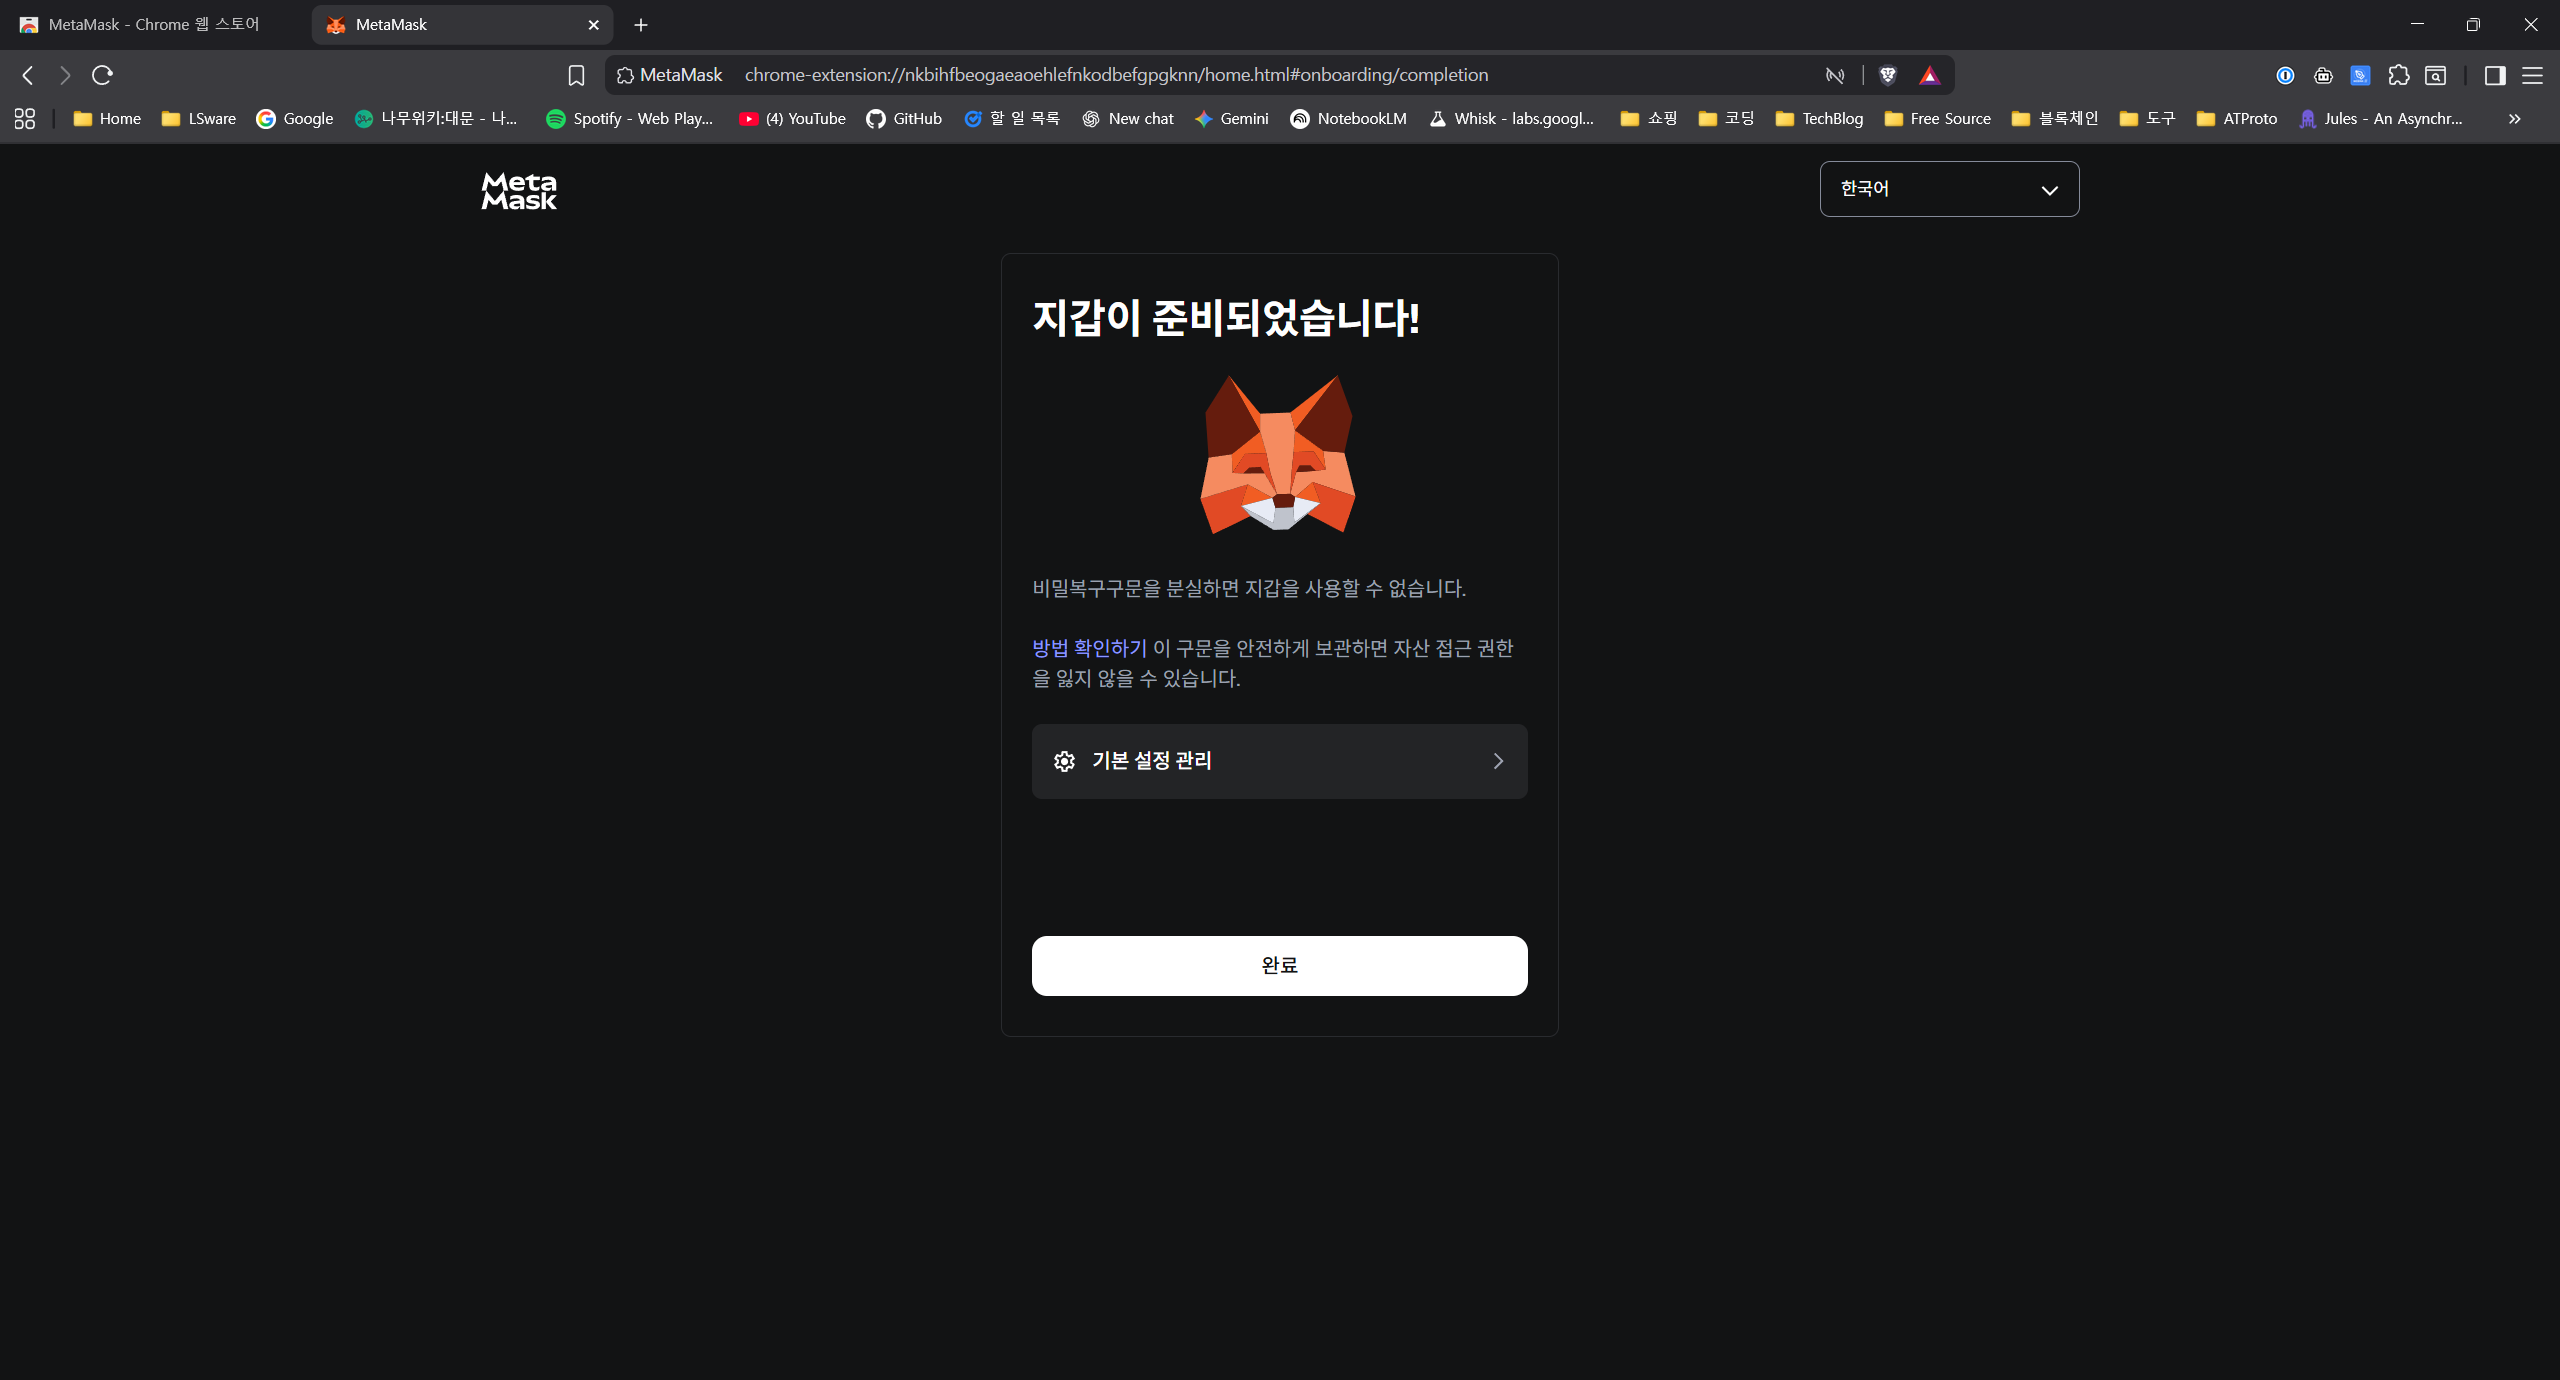 MetaMask - Chrome 웹 스토어
MetaMask
MetaMask chrome-extension://nkbihfbeogaeaoehlefnkodbefgpgknn/home.html#onboarding/completion
Home LSware Google 나무위키:대문 - 나... Spotify - Web Play... (4) YouTube GitHub 할 일 목록 New chat Gemini NotebookLM Whisk - labs.googl... 쇼핑 코딩 TechBlog Free Source 블록체인 도구 ATProto Jules - An Asynchr...
Meta
Mask
한국어
지갑이 준비되었습니다!
비밀복구구문을 분실하면 지갑을 사용할 수 없습니다.
방법 확인하기 이 구문을 안전하게 보관하면 자산 접근 권한
을 잃지 않을 수 있습니다.
기본 설정 관리
완료